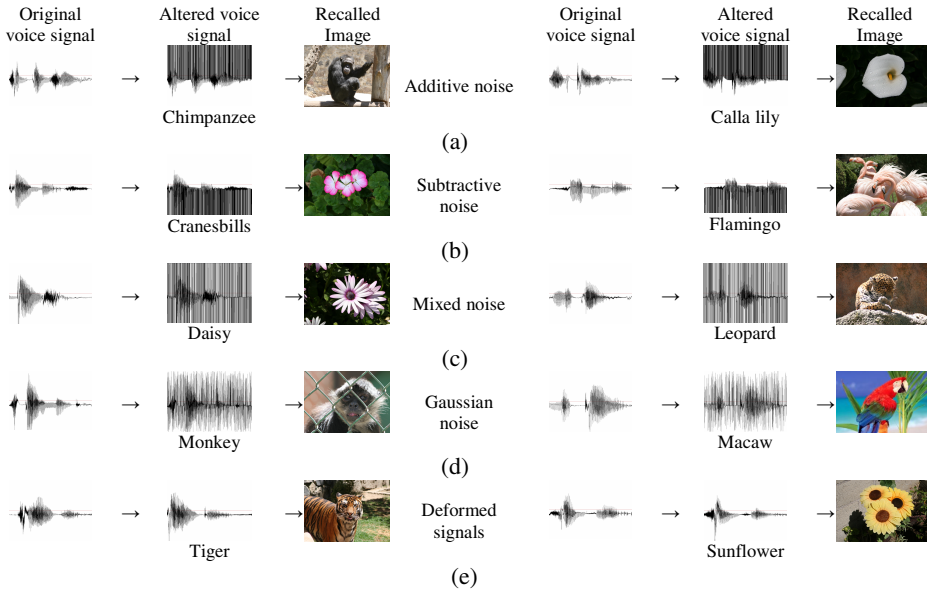 Original
voice signal
Altered voice
signal
Recalled
Image
Original
voice signal
Altered
voice signal
Recalled
Image
Chimpanzee
Additive noise
Calla lily
(a)
Cranesbills
Subtractive
noise
Flamingo
(b)
Daisy
Mixed noise
Leopard
(c)
Monkey
Gaussian
noise
Macaw
(d)
Tiger
Deformed
signals
Sunflower
(e)